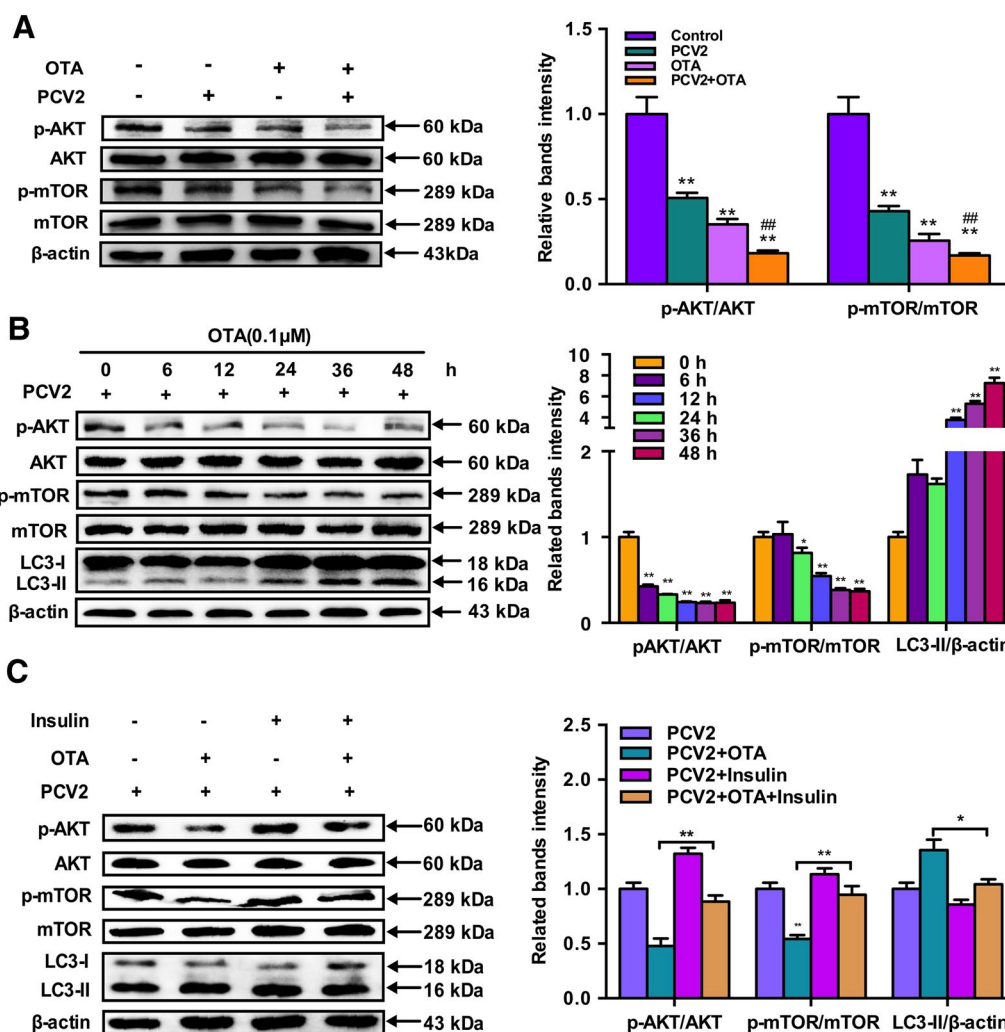 A
OTA - - + +
PCV2 - + - +
p-AKT 60 kDa
AKT 60 kDa
p-mTOR 289 kDa
mTOR 289 kDa
β-actin 43kDa
Relative bands intensity
1.5
1.0
0.5
0.0
Control
PCV2
OTA
PCV2+OTA
** ** ## **
** ** ## **
p-AKT/AKT p-mTOR/mTOR
B
OTA(0.1μM)
0 6 12 24 36 48 h
PCV2 + + + + + +
p-AKT 60 kDa
AKT 60 kDa
p-mTOR 289 kDa
mTOR 289 kDa
LC3-I 18 kDa
LC3-II 16 kDa
β-actin 43 kDa
Related bands intensity
10
8
6
4
2
1
0
0 h
6 h
12 h
24 h
36 h
48 h
** ** ** ** **
* ** ** **
** ** **
pAKT/AKT p-mTOR/mTOR LC3-II/β-actin
C
Insulin - - + +
OTA - + - +
PCV2 + + + +
p-AKT 60 kDa
AKT 60 kDa
p-mTOR 289 kDa
mTOR 289 kDa
LC3-I 18 kDa
LC3-II 16 kDa
β-actin 43 kDa
Related bands intensity
2.5
2.0
1.5
1.0
0.5
0.0
PCV2
PCV2+OTA
PCV2+Insulin
PCV2+OTA+Insulin
** ** ** *
p-AKT/AKT p-mTOR/mTOR LC3-II/β-actin